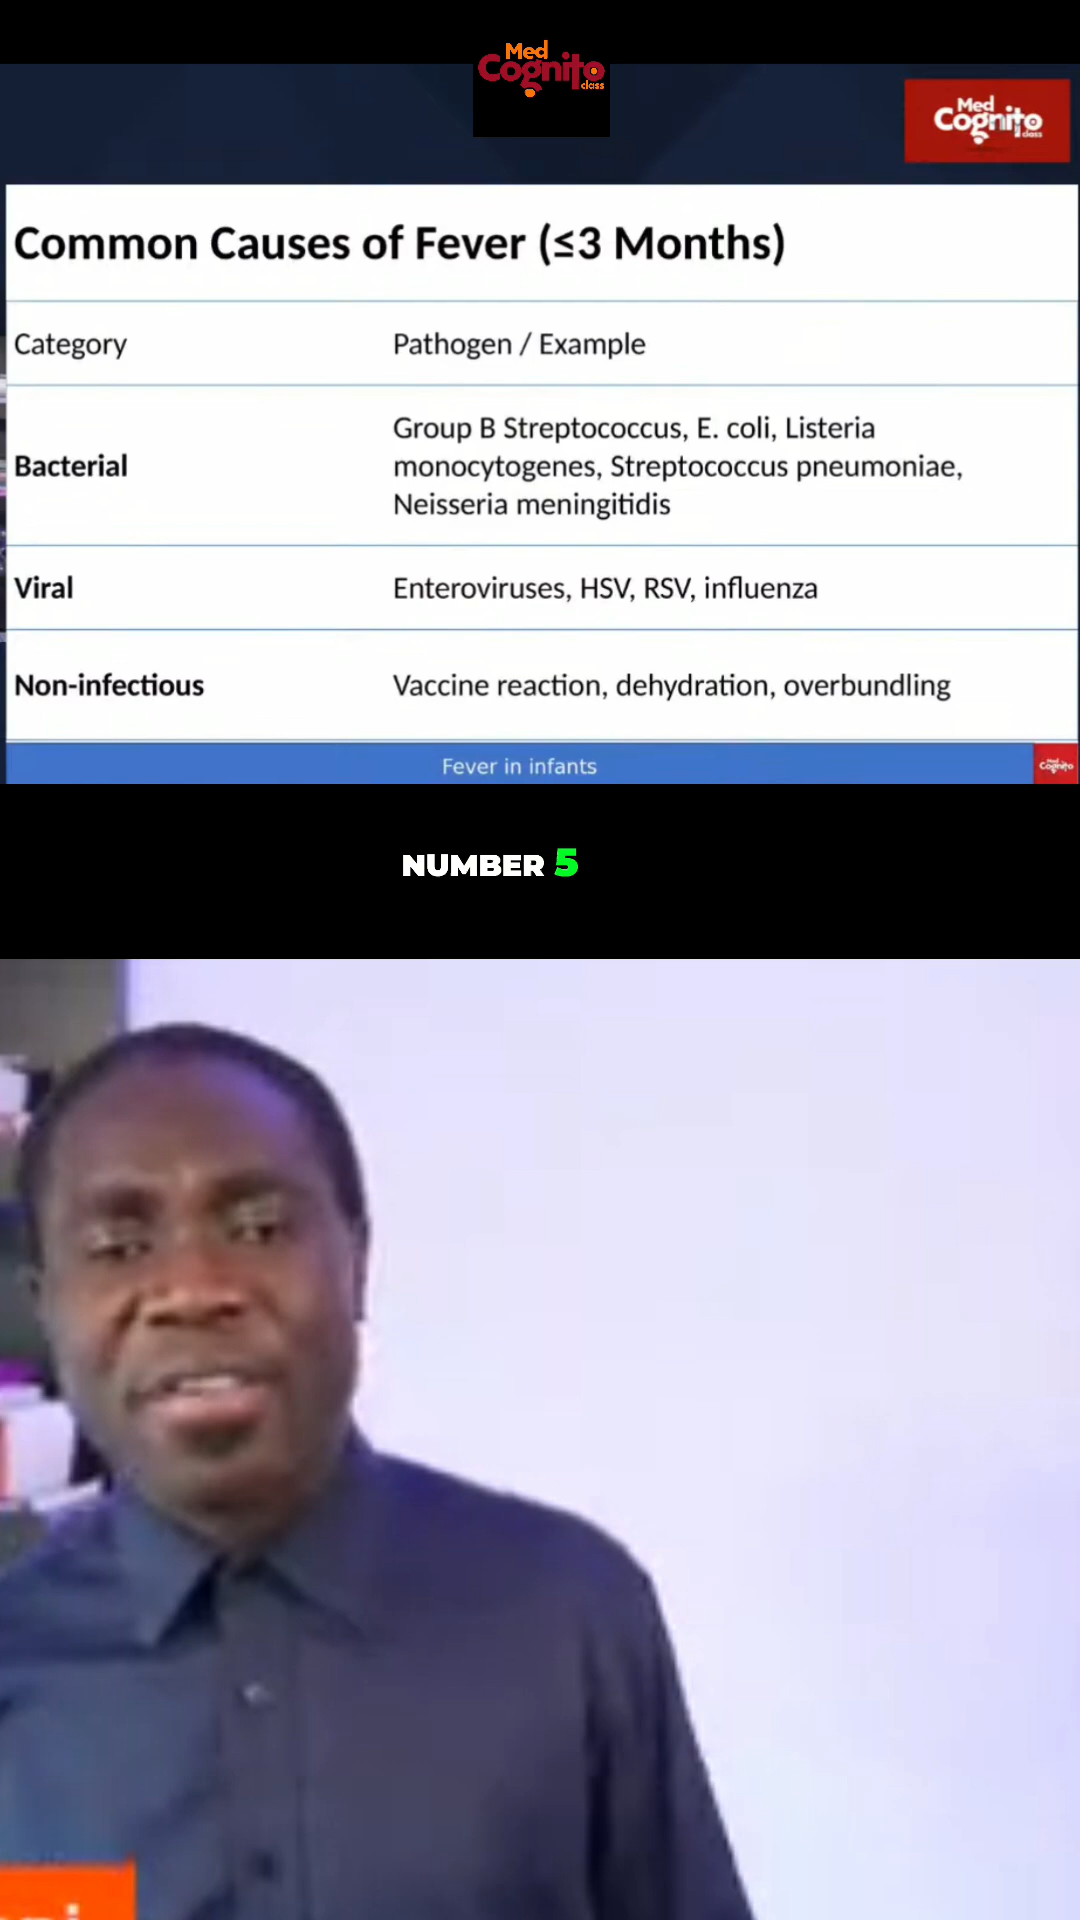 Med
Cognito
class
Med
Cognito
class
Common Causes of Fever (≤3 Months)
Category
Pathogen / Example
Bacterial
Group B Streptococcus, E. coli, Listeria
monocytogenes, Streptococcus pneumoniae,
Neisseria meningitidis
Viral
Enteroviruses, HSV, RSV, influenza
Non-infectious
Vaccine reaction, dehydration, overbundling
Fever in infants
Med
Cognito
NUMBER 5